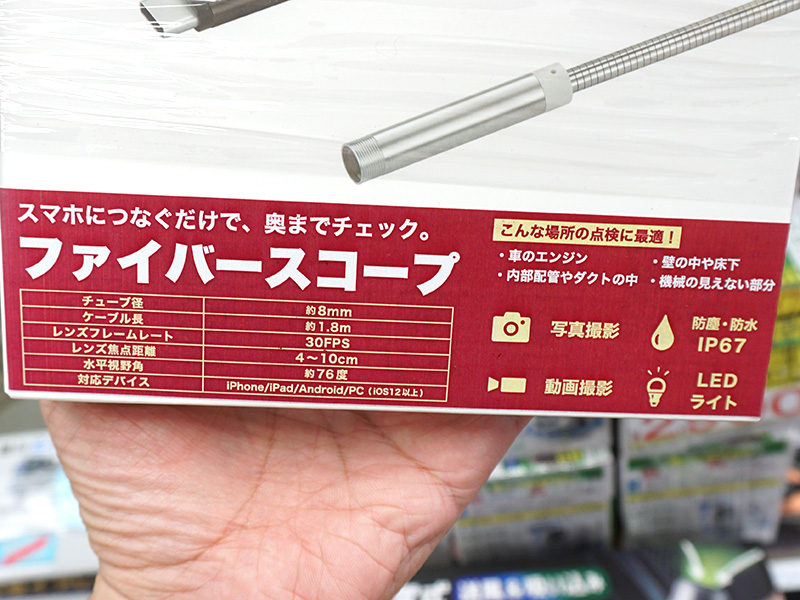 スマホにつなぐだけで、奥までチェック。
ファイバースコープ
チューブ径 約8mm
ケーブル長 約1.8m
レンズフレームレート 30FPS
レンズ焦点距離 4〜10cm
水平視野角 約76度
対応デバイス iPhone/iPad/Android/PC（iOS12以上）
こんな場所の点検に最適！
・車のエンジン
・壁の中や床下
・内部配管やダクトの中
・機械の見えない部分
写真撮影
防塵・防水
IP67
動画撮影
LED
ライト